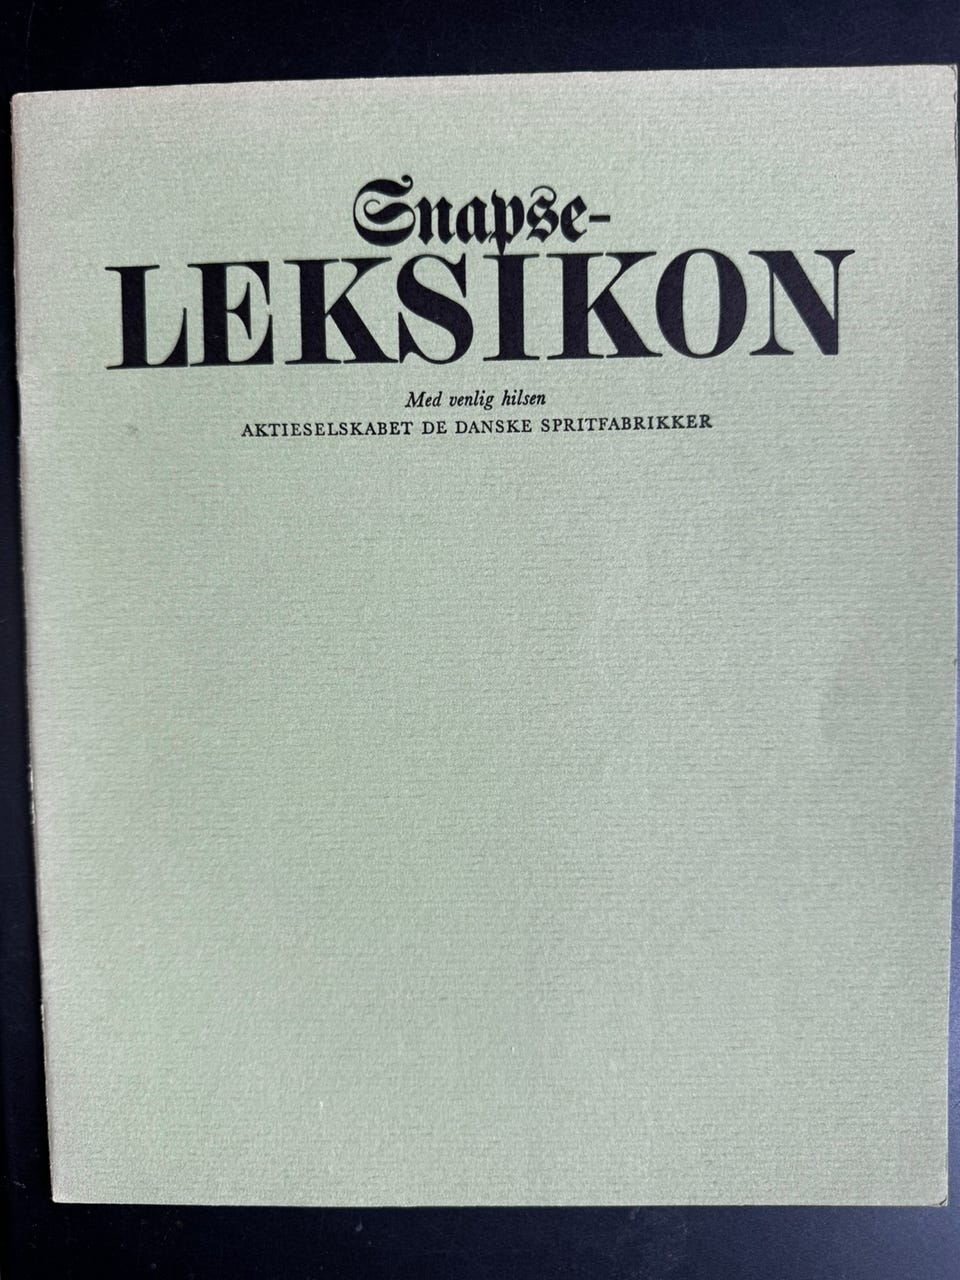 Snapse-
LEKSIKON
Med venlig hilsen
AKTIESELSKABET DE DANSKE SPRITFABRIKKER